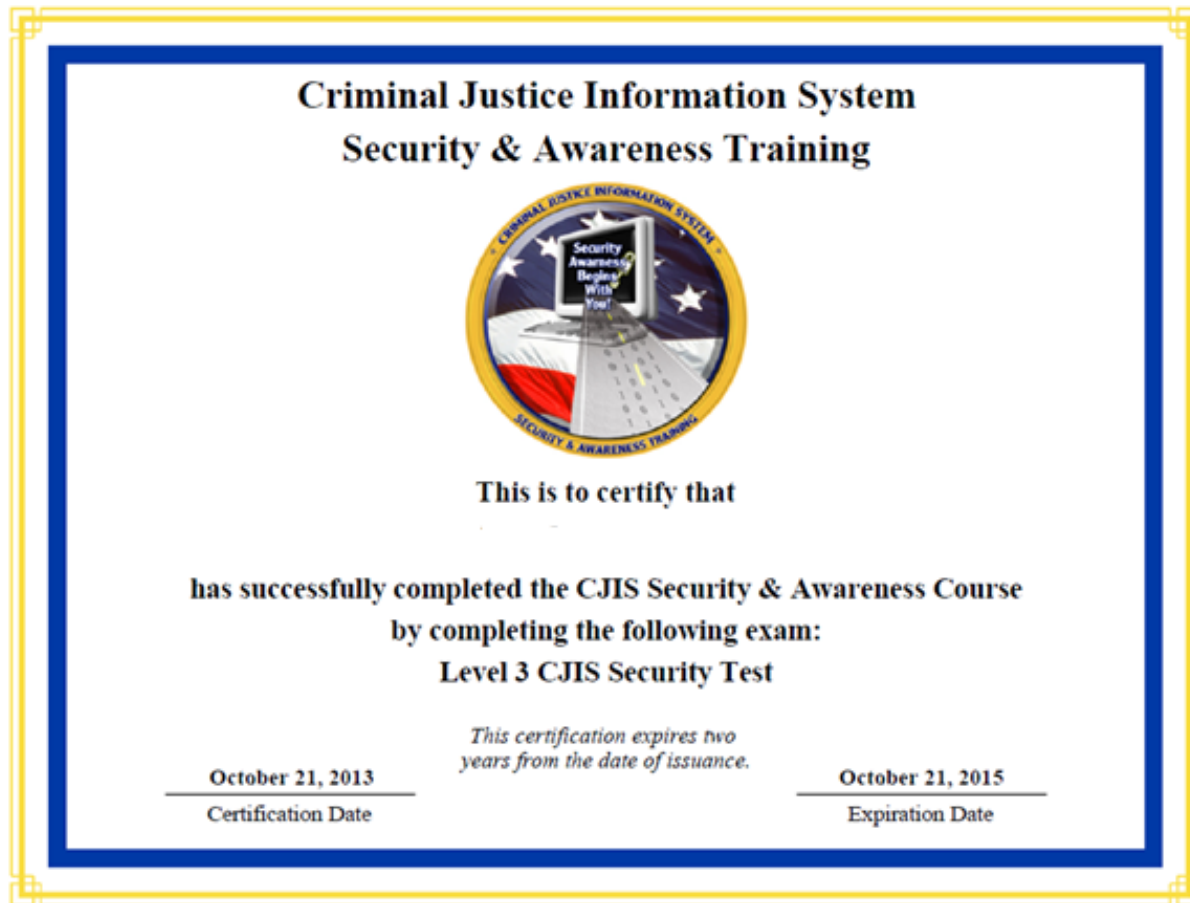 Criminal Justice Information System
Security & Awareness Training
CRIMINAL JUSTICE INFORMATION SYSTEM
Security
Awarness
Begins
With
You!
SECURITY & AWARENESS TRAINING
This is to certify that
has successfully completed the CJIS Security & Awareness Course
by completing the following exam:
Level 3 CJIS Security Test
This certification expires two
years from the date of issuance.
October 21, 2013
Certification Date
October 21, 2015
Expiration Date